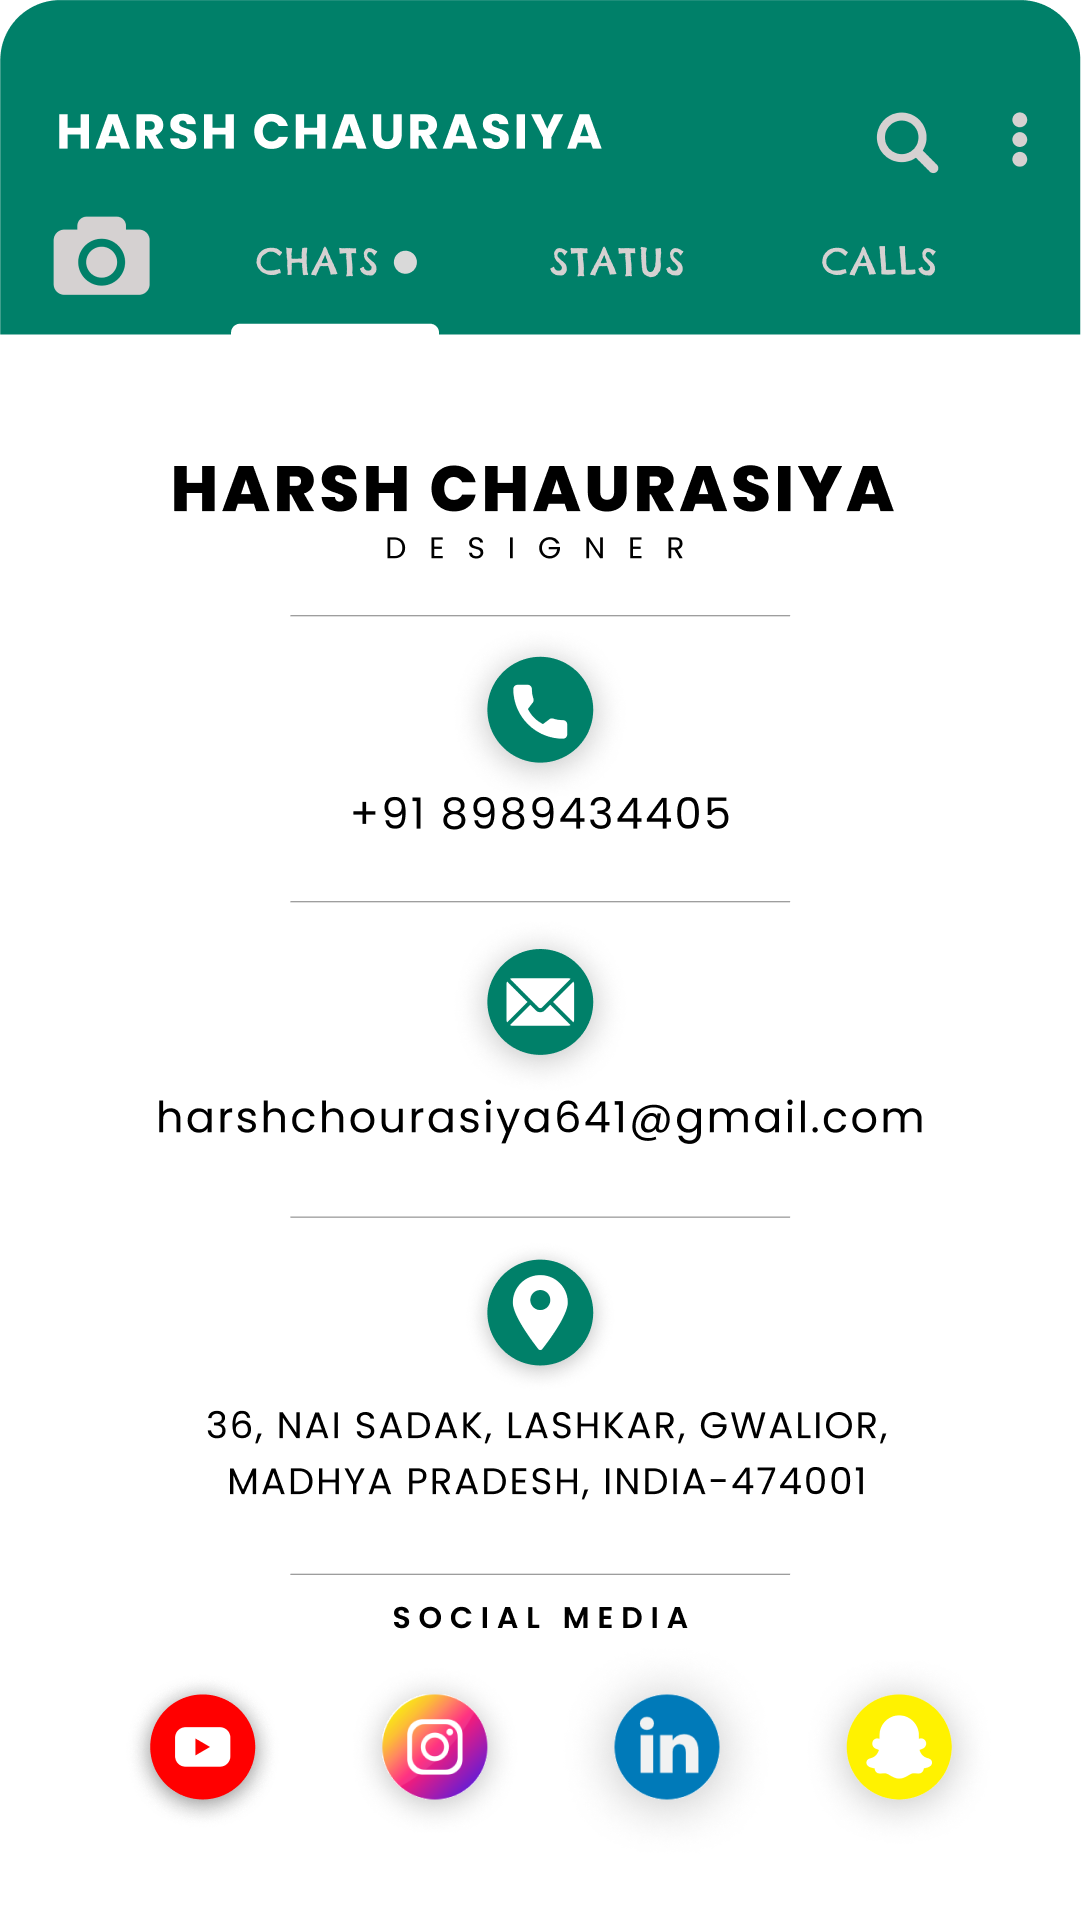 HARSH CHAURASIYA
CHATS STATUS CALLS
HARSH CHAURASIYA
DESIGNER
+91 8989434405
harshchourasiya641@gmail.com
36, NAI SADAK, LASHKAR, GWALIOR,
MADHYA PRADESH, INDIA-474001
SOCIAL MEDIA
in